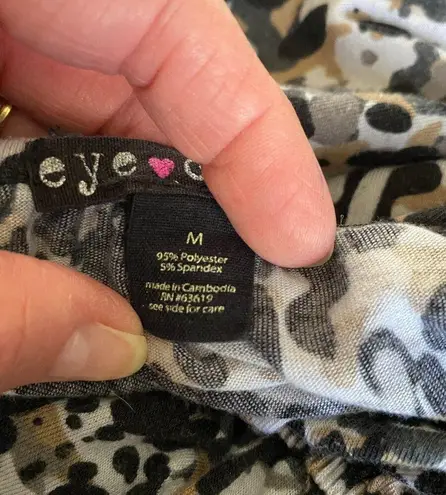 eye♥
M
95% Polyester
5% Spandex
made in Cambodia
RN #63619
see side for care